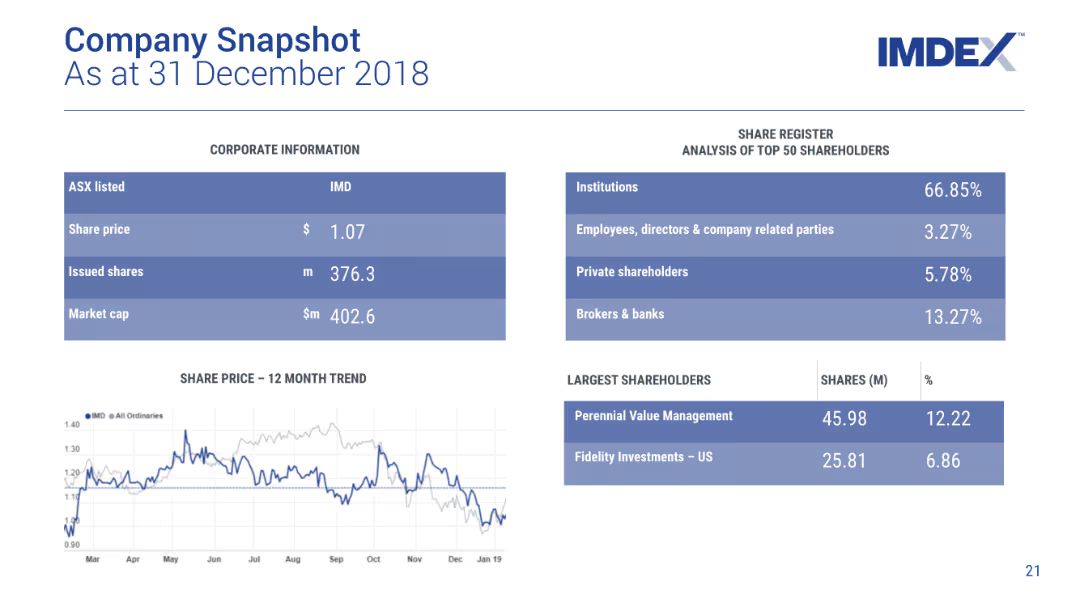 Company Snapshot
As at 31 December 2018
IMDEX™
CORPORATE INFORMATION
ASX listed IMD
Share price $ 1.07
Issued shares m 376.3
Market cap $m 402.6
SHARE REGISTER
ANALYSIS OF TOP 50 SHAREHOLDERS
Institutions 66.85%
Employees, directors & company related parties 3.27%
Private shareholders 5.78%
Brokers & banks 13.27%
SHARE PRICE – 12 MONTH TREND
IMD All Ordinaries
1.40
1.30
1.20
1.10
1.00
0.90
Mar Apr May Jun Jul Aug Sep Oct Nov Dec Jan 19
LARGEST SHAREHOLDERS SHARES (M) %
Perennial Value Management 45.98 12.22
Fidelity Investments – US 25.81 6.86
21